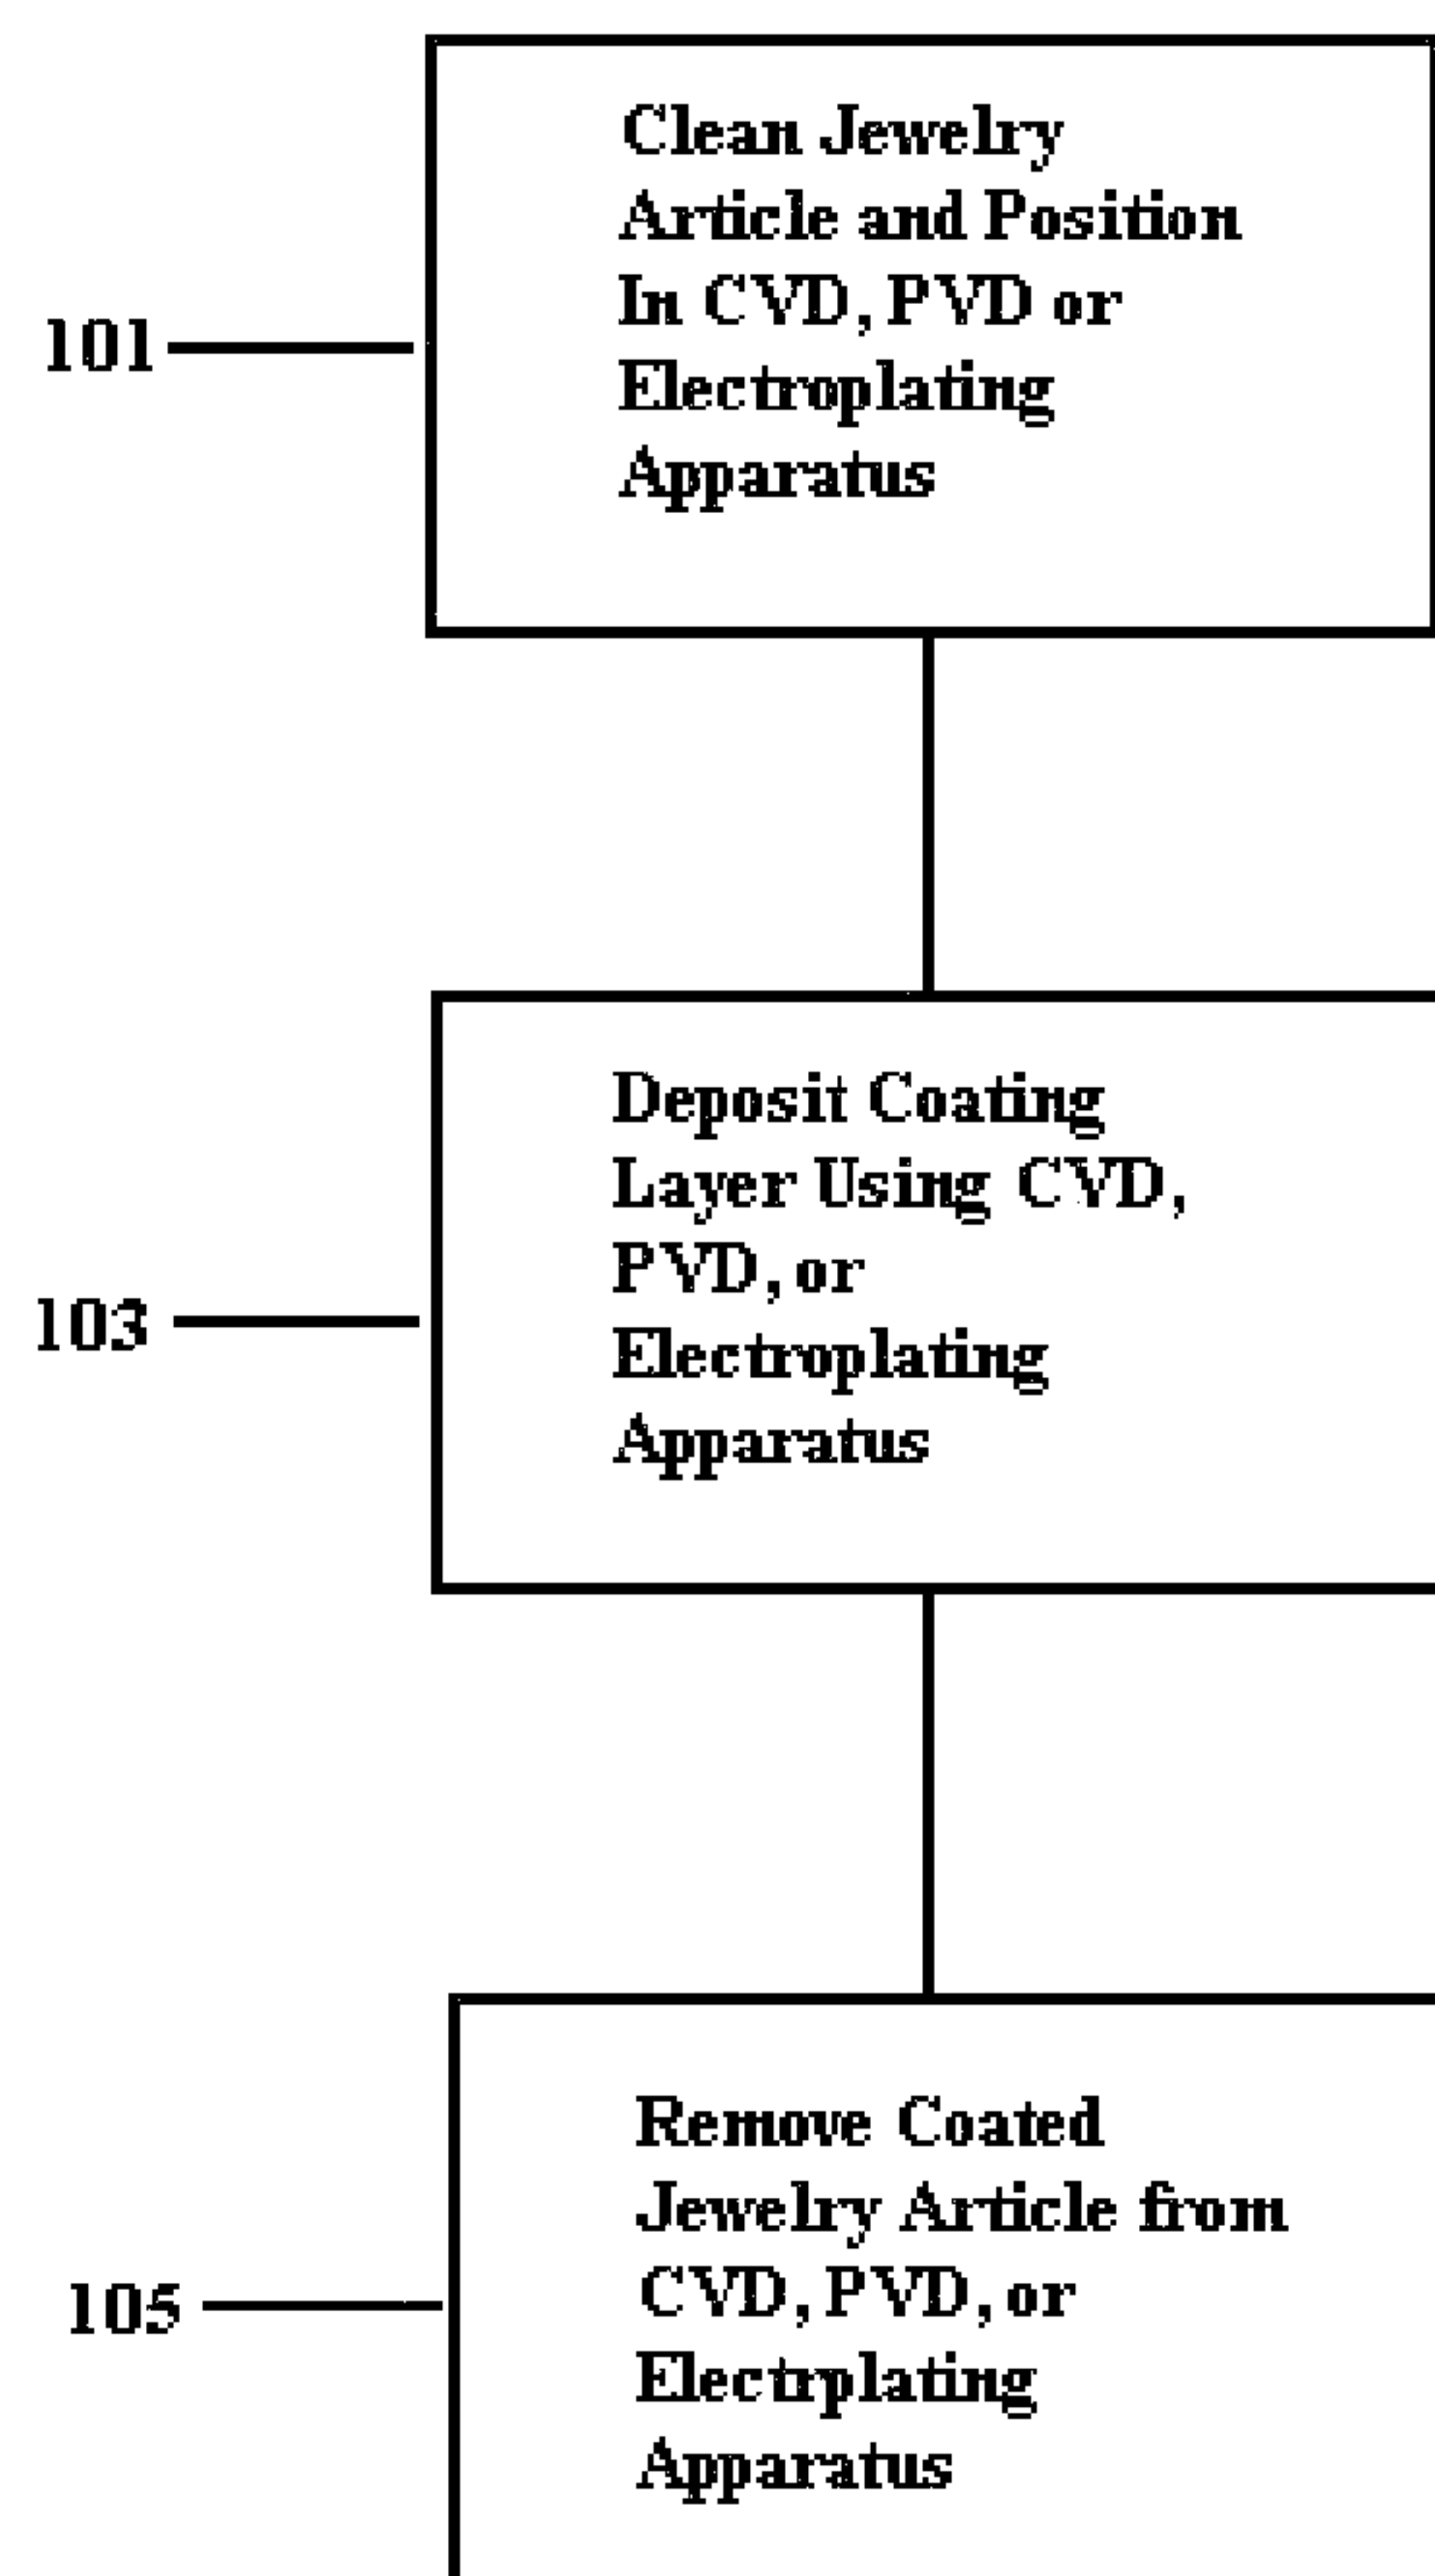 Clean Jewelry
Article and Position
In CVD, PVD or
101
Electroplating
Apparatus
Deposit Coating
Layer Using CVD,
PVD, or
103
Electroplating
Apparatus
Remove Coated
Jewelry Article from
CVD, PVD, or
105
Electrplating
Apparatus